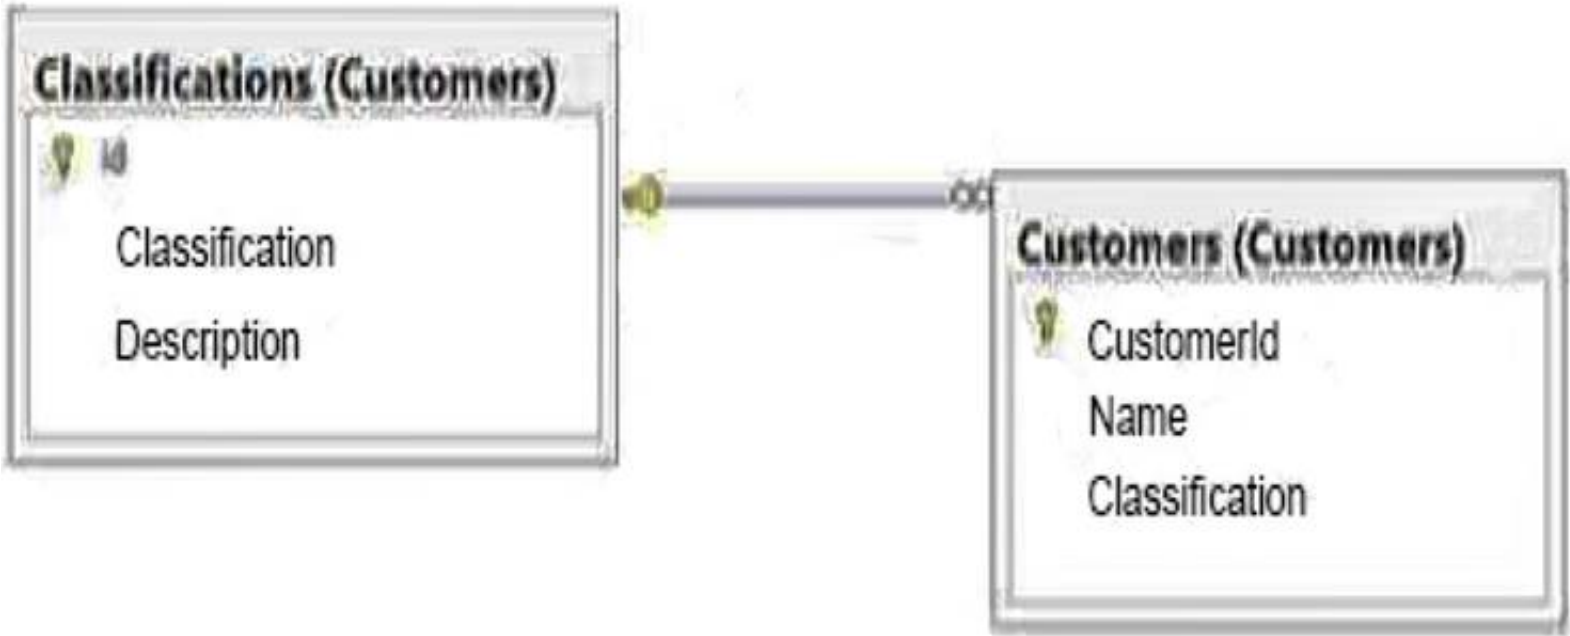 Classifications (Customers)
Id
Classification
Description
Customers (Customers)
CustomerId
Name
Classification